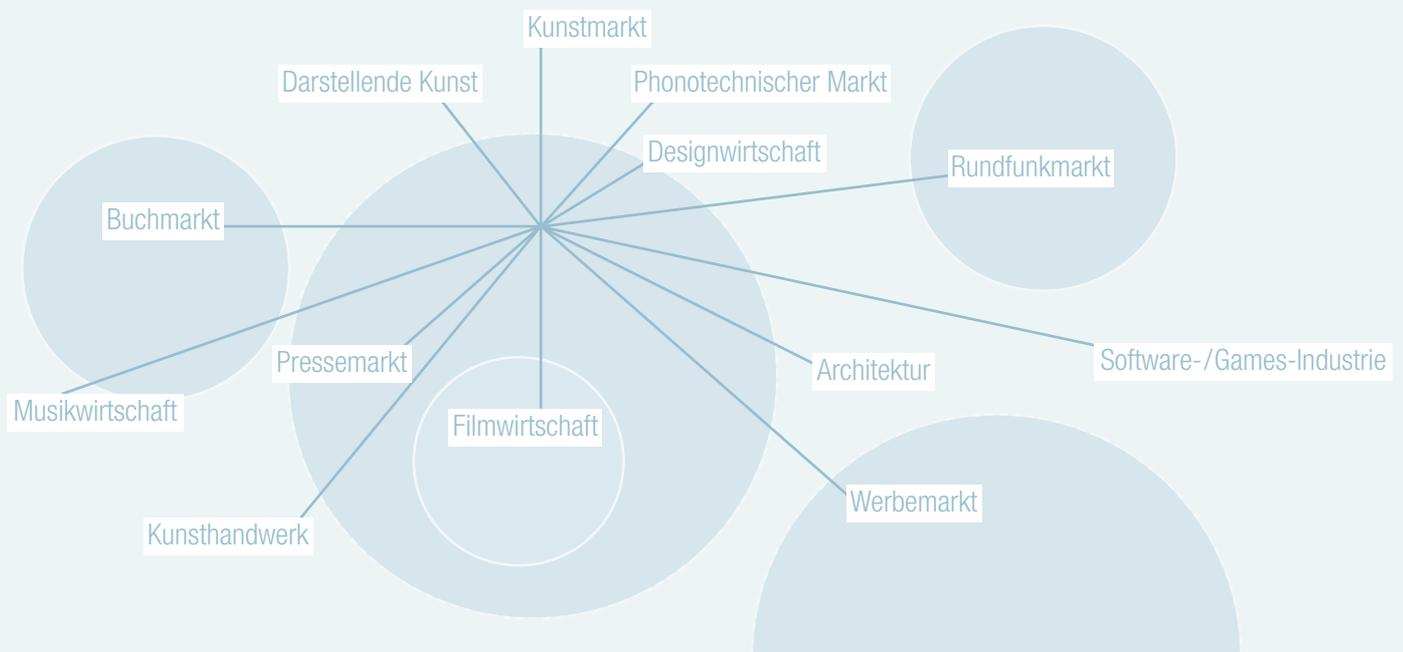 Kunstmarkt
Darstellende Kunst
Phonotechnischer Markt
Designwirtschaft
Rundfunkmarkt
Buchmarkt
Pressemarkt
Architektur
Software-/Games-Industrie
Musikwirtschaft
Filmwirtschaft
Werbemarkt
Kunsthandwerk